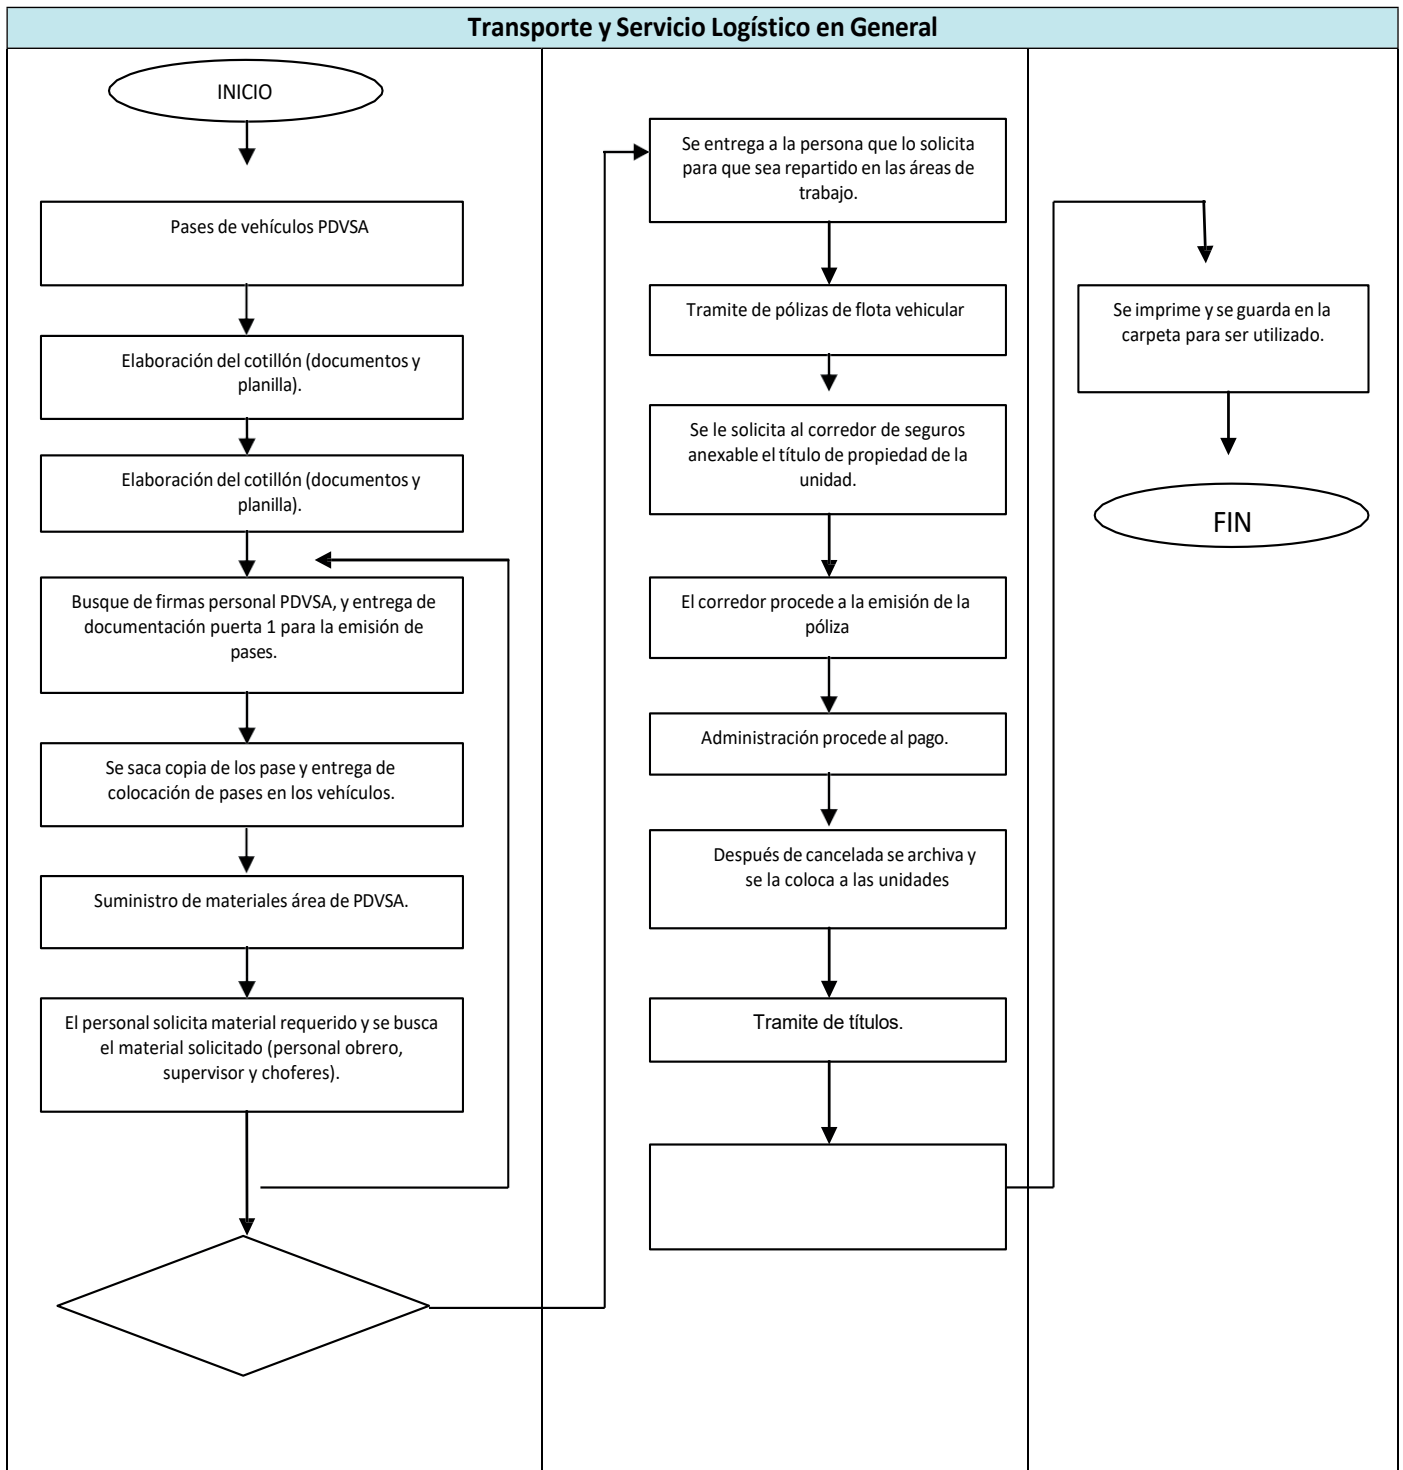 Transporte y Servicio Logístico en General
INICIO
Pases de vehículos PDVSA
Elaboración del cotillón (documentos y
planilla).
Elaboración del cotillón (documentos y
planilla).
Busque de firmas personal PDVSA, y entrega de
documentación puerta 1 para la emisión de
pases.
Se saca copia de los pase y entrega de
colocación de pases en los vehículos.
Suministro de materiales área de PDVSA.
El personal solicita material requerido y se busca
el material solicitado (personal obrero,
supervisor y choferes).
Se entrega a la persona que lo solicita
para que sea repartido en las áreas de
trabajo.
Tramite de pólizas de flota vehicular
Se le solicita al corredor de seguros
anexable el título de propiedad de la
unidad.
El corredor procede a la emisión de la
póliza
Administración procede al pago.
Después de cancelada se archiva y
se la coloca a las unidades
Tramite de títulos.
Se imprime y se guarda en la
carpeta para ser utilizado.
FIN